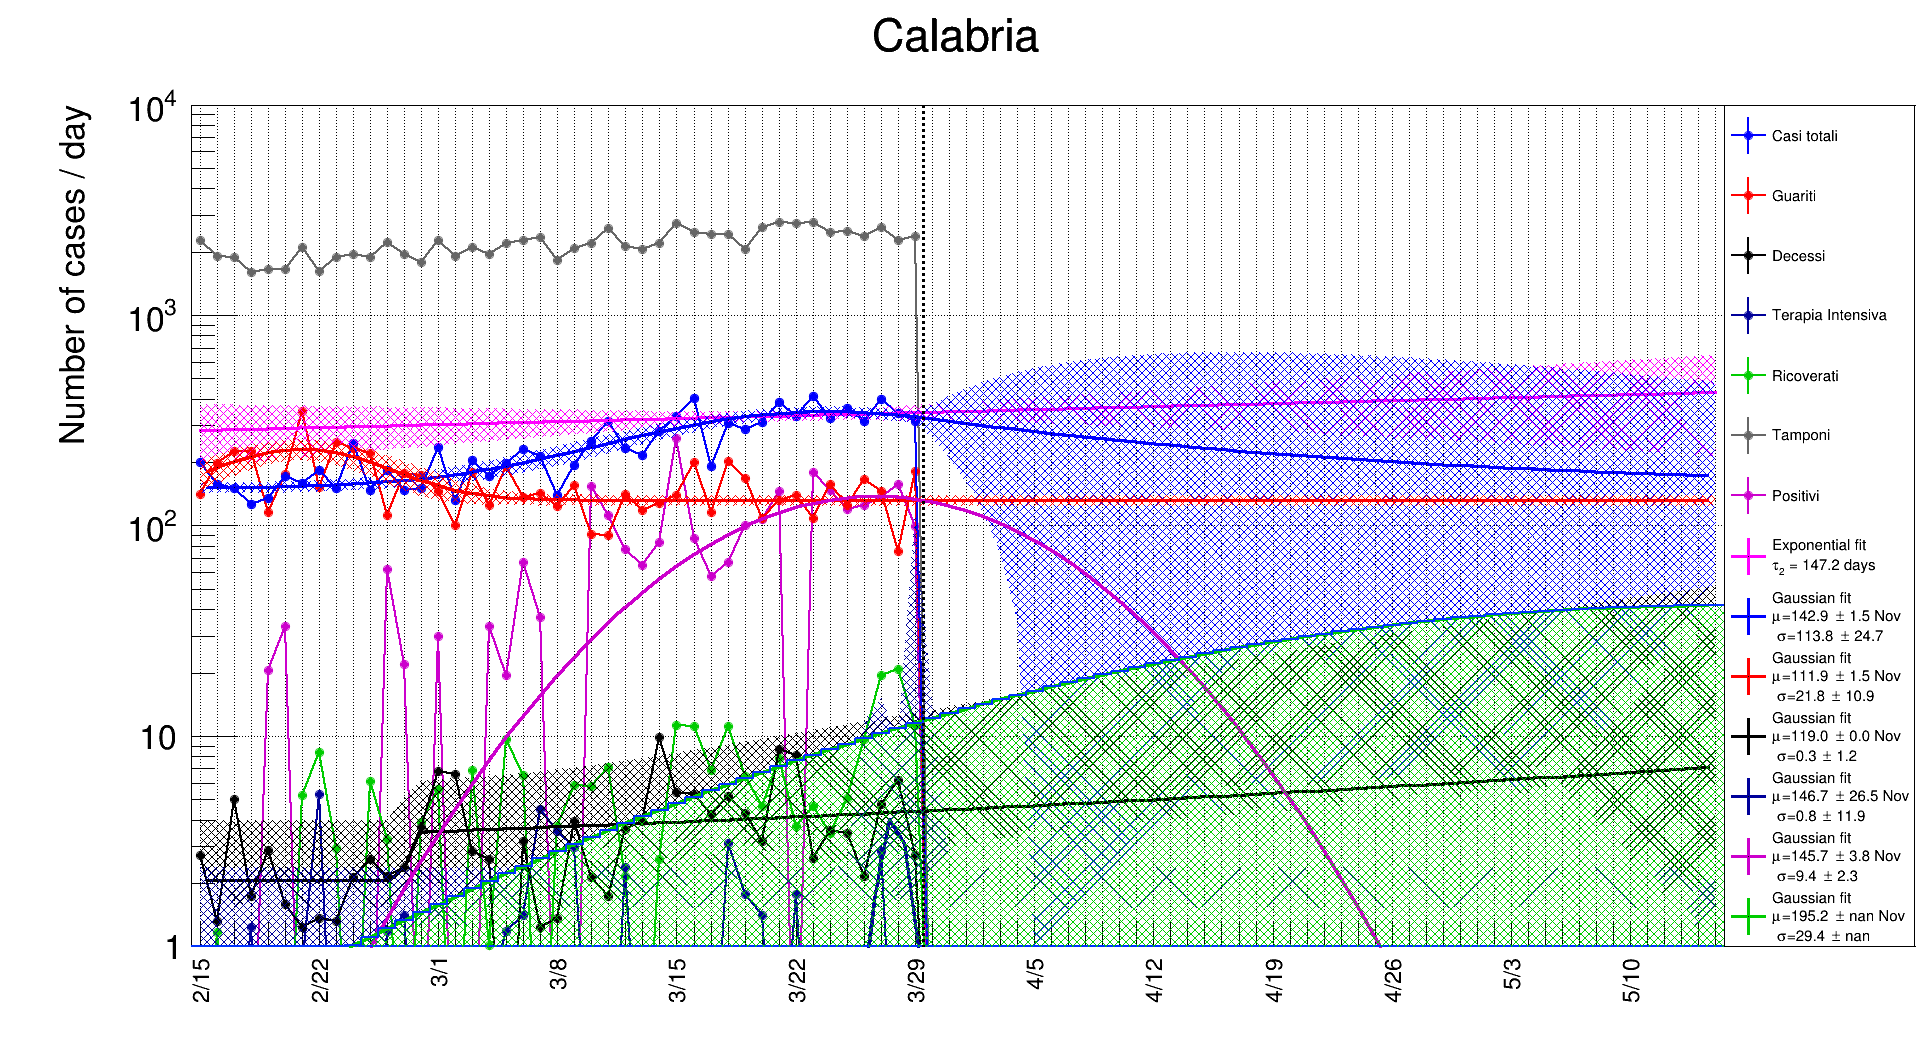 Calabria
Number of cases / day
10^4
10^3
10^2
10
1
2/15
2/22
3/1
3/8
3/15
3/22
3/29
4/5
4/12
4/19
4/26
5/3
5/10
Casi totali
Guariti
Decessi
Terapia Intensiva
Ricoverati
Tamponi
Positivi
Exponential fit
τ₂ = 147.2 days
Gaussian fit
μ=142.9 ± 1.5 Nov
σ=113.8 ± 24.7
Gaussian fit
μ=111.9 ± 1.5 Nov
σ=21.8 ± 10.9
Gaussian fit
μ=119.0 ± 0.0 Nov
σ=0.3 ± 1.2
Gaussian fit
μ=146.7 ± 26.5 Nov
σ=0.8 ± 11.9
Gaussian fit
μ=145.7 ± 3.8 Nov
σ=9.4 ± 2.3
Gaussian fit
μ=195.2 ± nan Nov
σ=29.4 ± nan